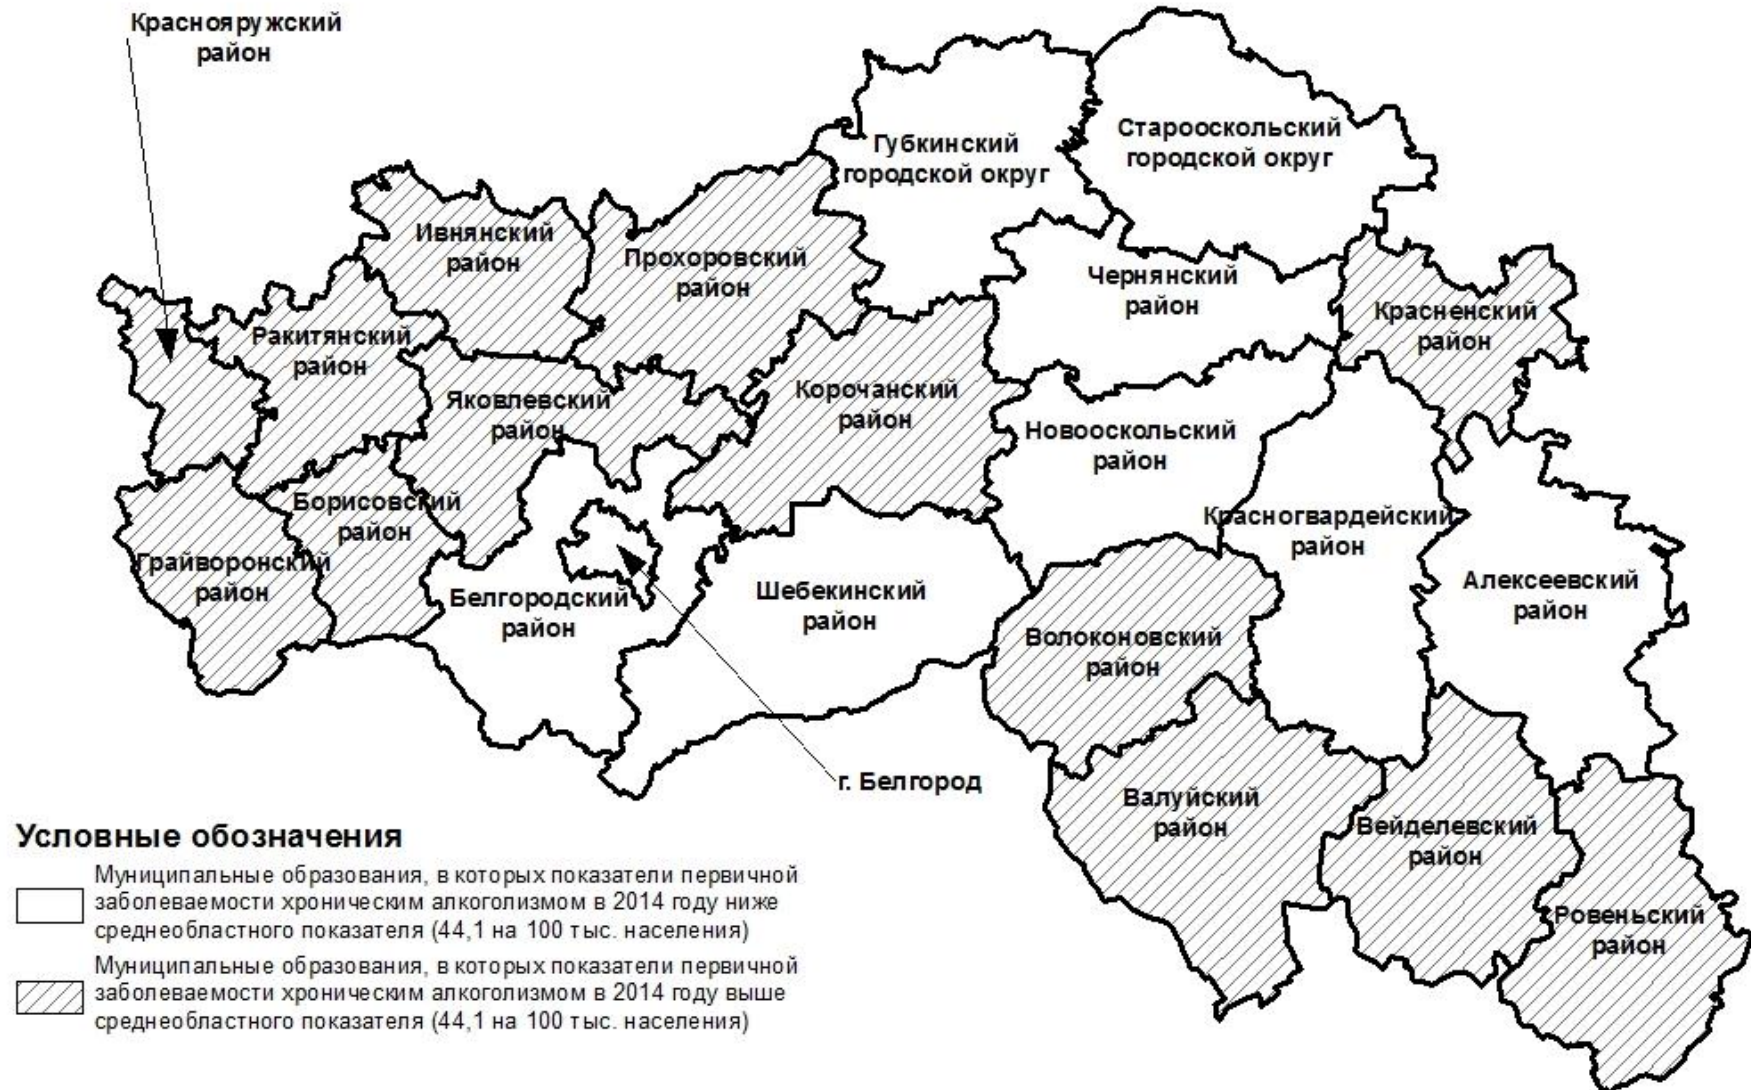 Краснояружский
район
Губкинский
городской округ
Старооскольский
городской округ
Ивнянский
район
Прохоровский
район
Чернянский
район
Красненский
район
Ракитянский
район
Яковлевский
район
Корочанский
район
Новооскольский
район
Борисовский
район
Красногвардейский
район
Грайворонский
район
Белгородский
район
Шебекинский
район
Алексеевский
район
Волоконовский
район
г. Белгород
Валуйский
район
Вейделевский
район
Ровеньский
район
Условные обозначения
Муниципальные образования, в которых показатели первичной
заболеваемости хроническим алкоголизмом в 2014 году ниже
среднеобластного показателя (44,1 на 100 тыс. населения)
Муниципальные образования, в которых показатели первичной
заболеваемости хроническим алкоголизмом в 2014 году выше
среднеобластного показателя (44,1 на 100 тыс. населения)